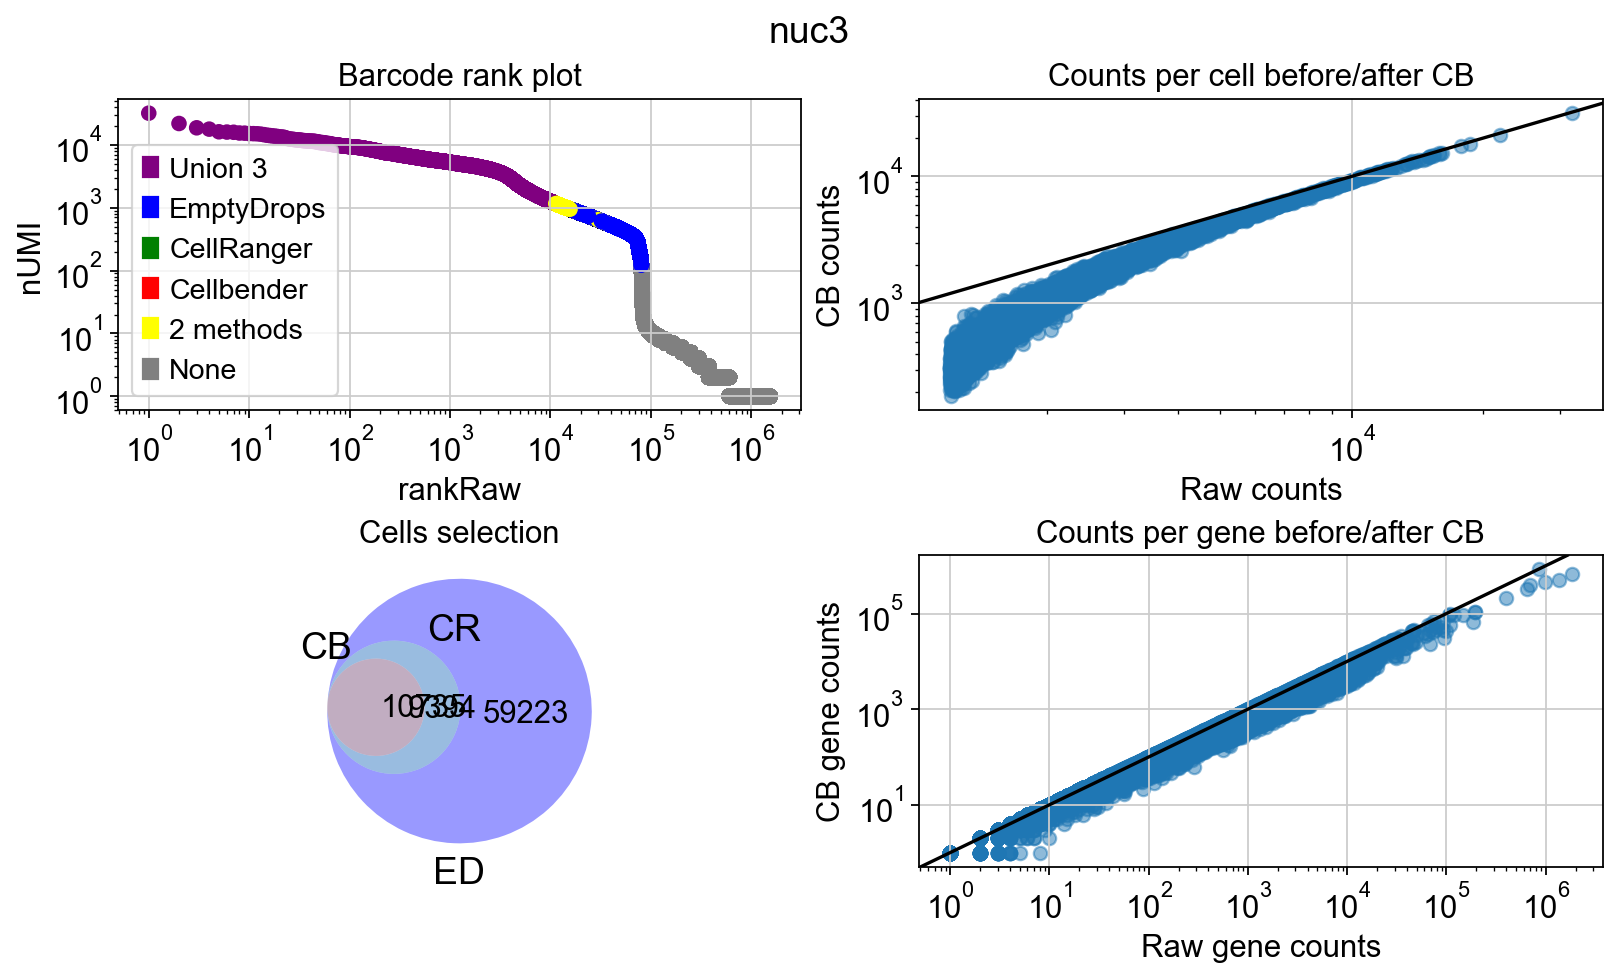 nuc3
Barcode rank plot
nUMI
10^4
10^3
10^2
10^1
10^0
Union 3
EmptyDrops
CellRanger
Cellbender
2 methods
None
10^0 10^1 10^2 10^3 10^4 10^5 10^6
rankRaw
Counts per cell before/after CB
CB counts
10^4
10^3
10^4
Raw counts
Cells selection
CB
CR
59223
ED
Counts per gene before/after CB
CB gene counts
10^5
10^3
10^1
10^0 10^1 10^2 10^3 10^4 10^5 10^6
Raw gene counts